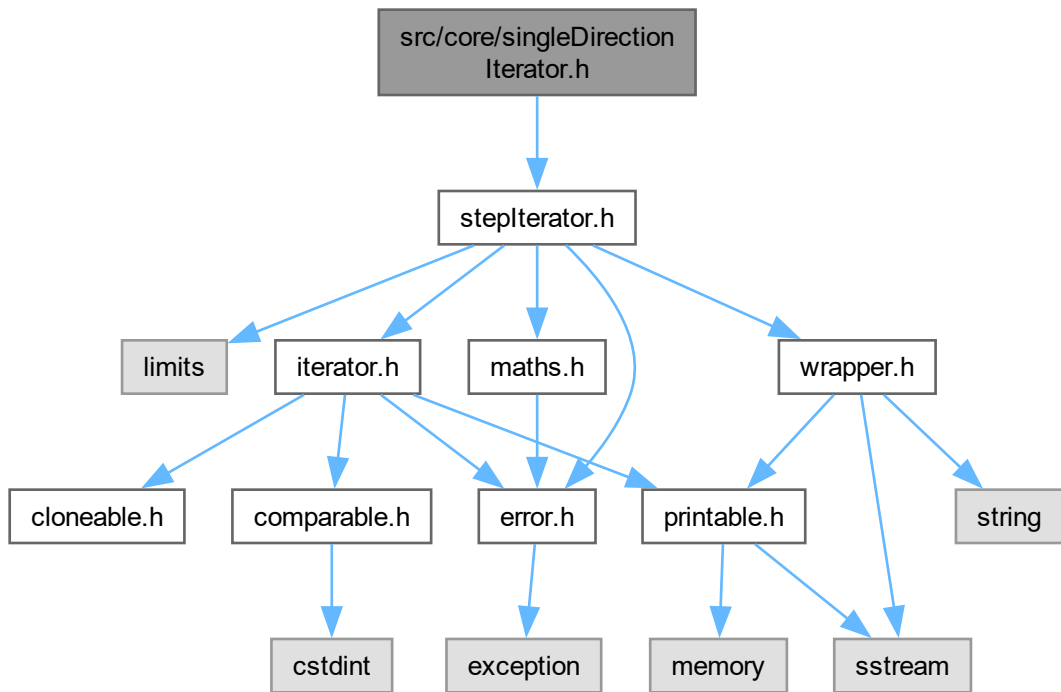 src/core/singleDirection
Iterator.h
stepIterator.h
limits
iterator.h
maths.h
wrapper.h
cloneable.h
comparable.h
error.h
printable.h
string
cstdint
exception
memory
sstream